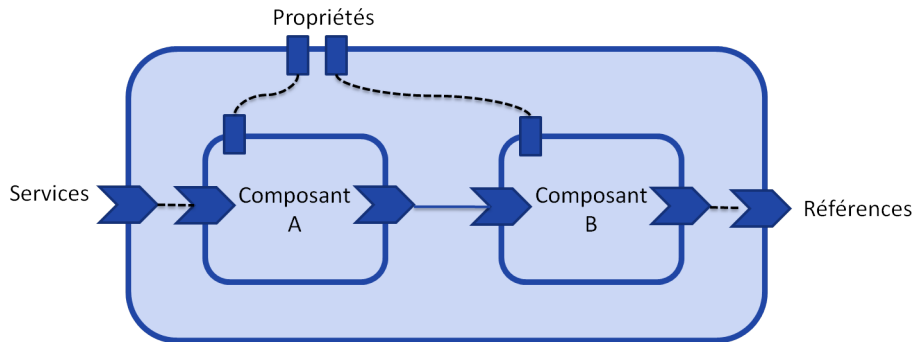 Propriétés
Services
Composant
A
Composant
B
Références